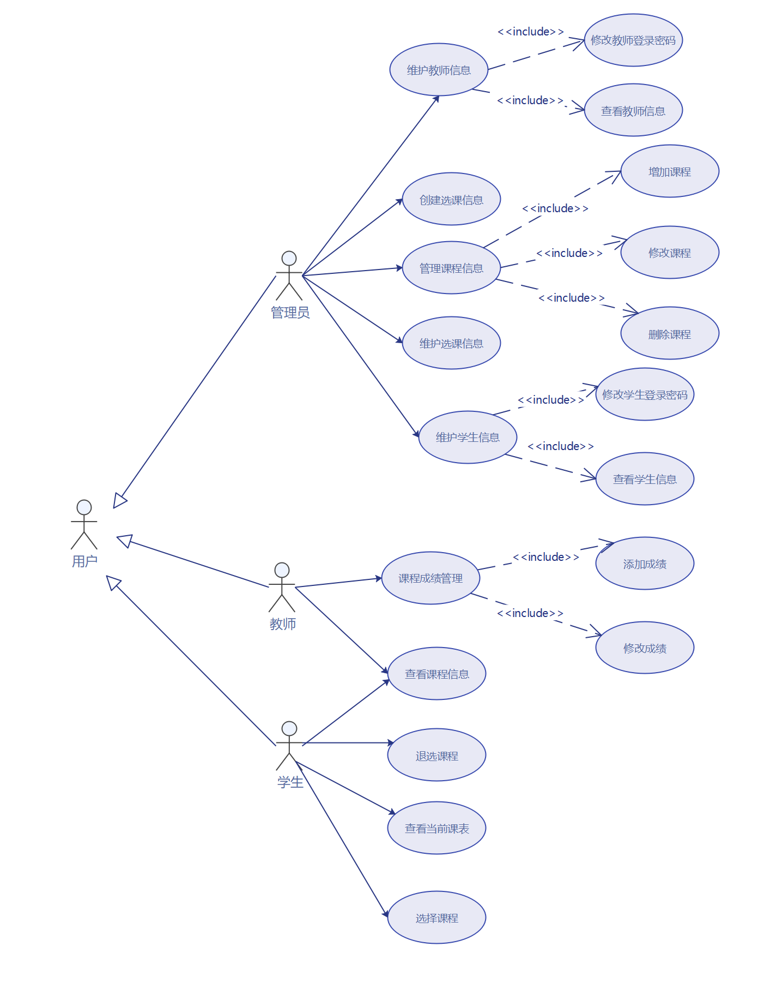 <<include>>
修改教师登录密码
维护教师信息
<<include>>
查看教师信息
增加课程
创建选课信息
<<include>>
<<include>>
修改课程
管理课程信息
<<include>>
管理员
删除课程
维护选课信息
<<include>>
修改学生登录密码
维护学生信息
<<include>>
查看学生信息
用户
<<include>>
添加成绩
课程成绩管理
<<include>>
教师
修改成绩
查看课程信息
退选课程
学生
查看当前课表
选择课程